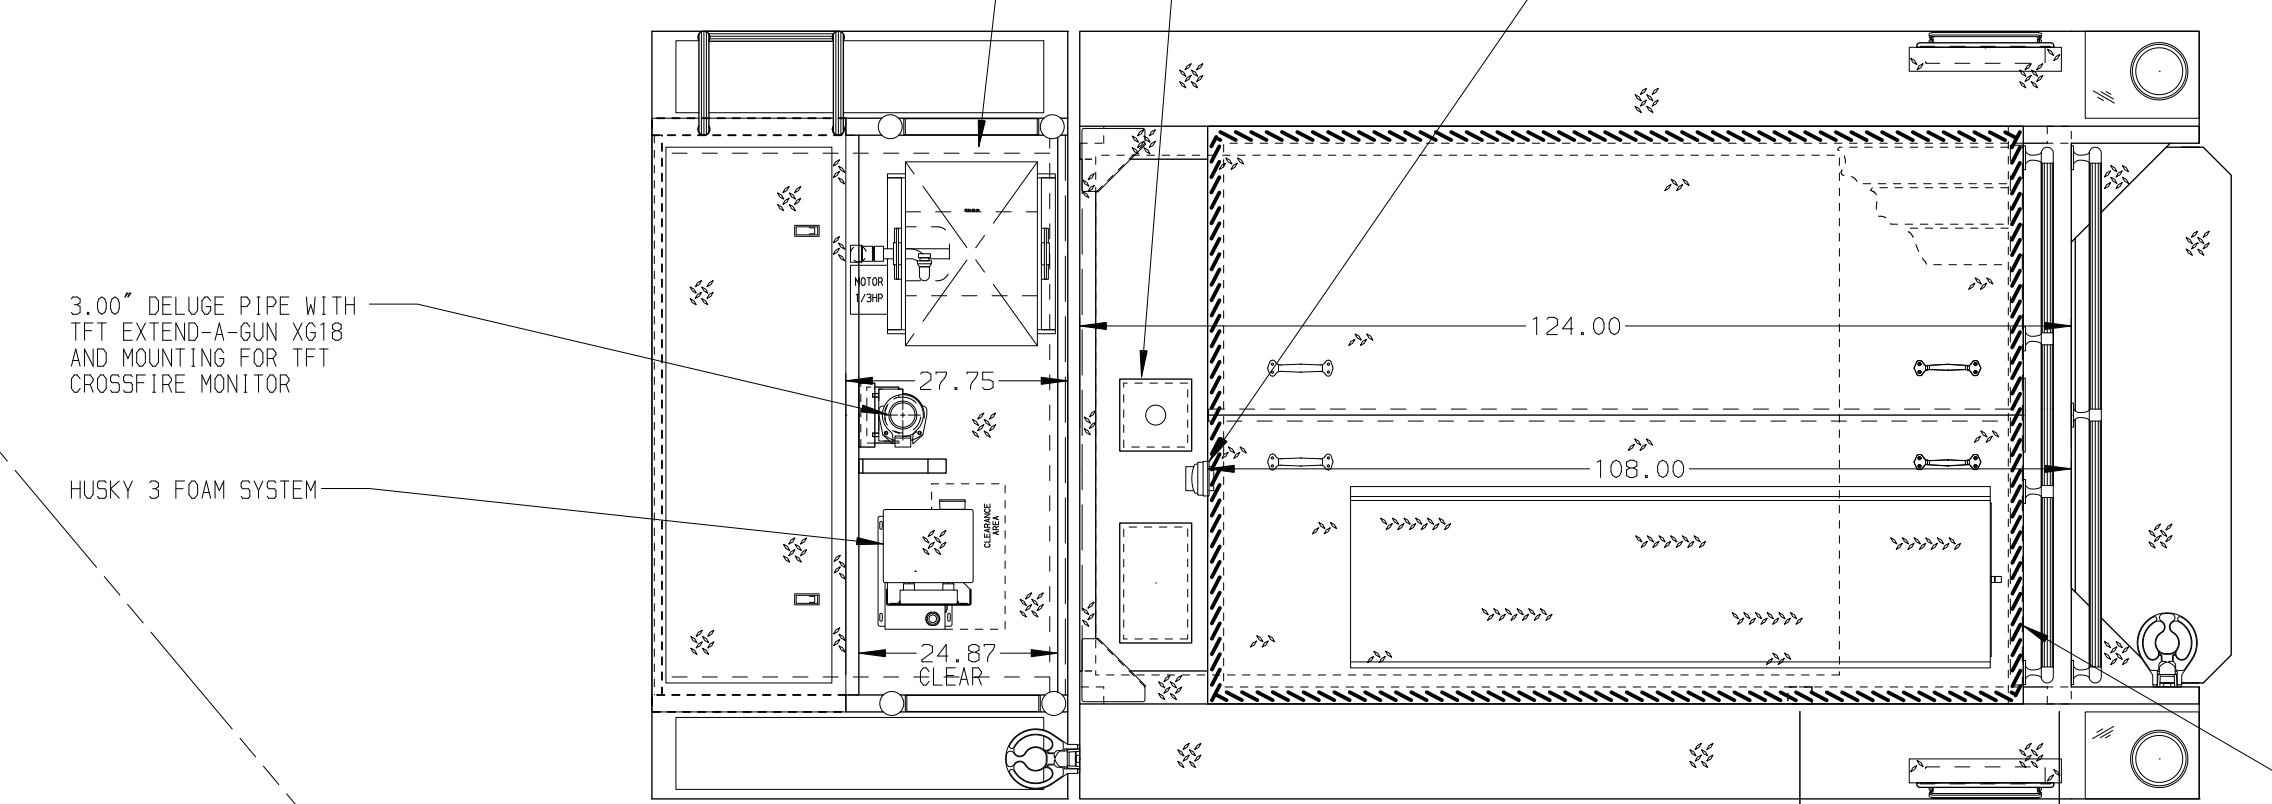 3.00" DELUGE PIPE WITH
TFT EXTEND-A-GUN XG18
AND MOUNTING FOR TFT
CROSSFIRE MONITOR
HUSKY 3 FOAM SYSTEM
MOTOR
1/3HP
27.75
CLEARANCE
AREA
24.87
CLEAR
124.00
108.00